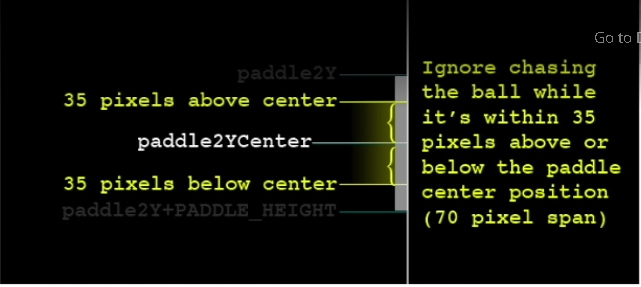 Go to D
paddle2Y
35 pixels above center
paddle2YCenter
35 pixels below center
paddle2Y+PADDLE_HEIGHT
Ignore chasing
the ball while
it’s within 35
pixels above or
below the paddle
center position
(70 pixel span)